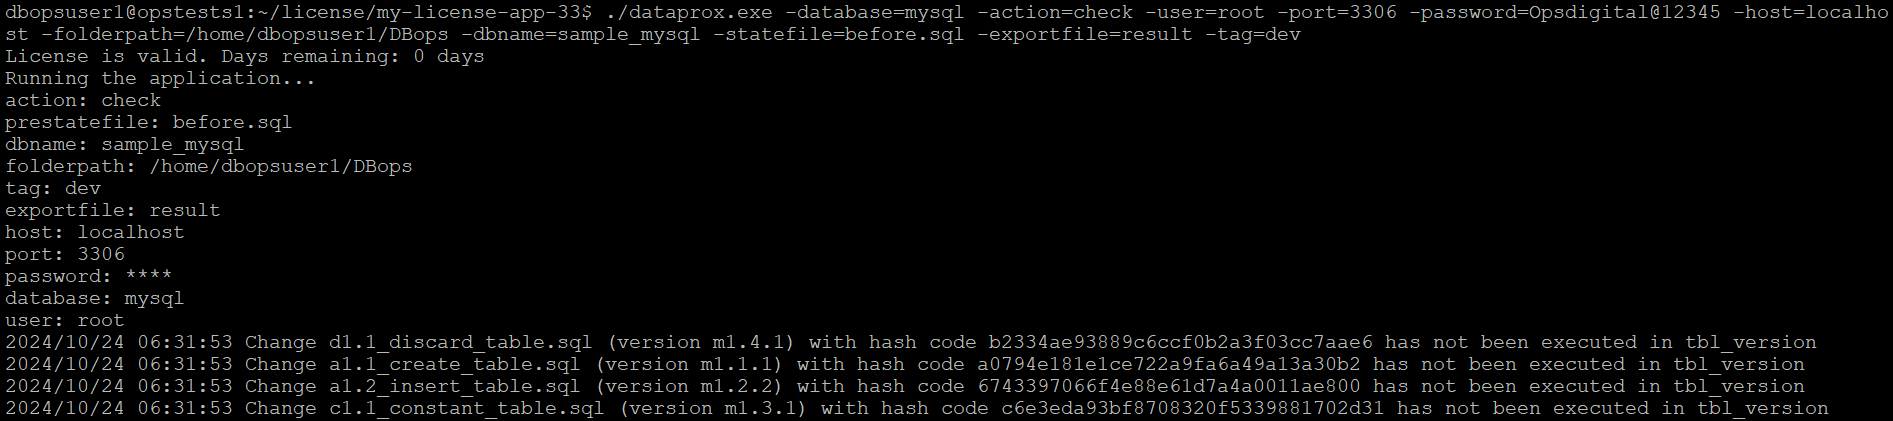 dbopsuser1@opstests1:~/license/my-license-app-33$ ./dataprox.exe -database=mysql -action=check -user=root -port=3306 -password=Opsdigital@12345 -host=localho
st -folderpath=/home/dbopsuser1/DBops -dbname=sample_mysql -statefile=before.sql -exportfile=result -tag=dev
License is valid. Days remaining: 0 days
Running the application...
action: check
prestatefile: before.sql
dbname: sample_mysql
folderpath: /home/dbopsuser1/DBops
tag: dev
exportfile: result
host: localhost
port: 3306
password: ****
database: mysql
user: root
2024/10/24 06:31:53 Change d1.1_discard_table.sql (version m1.4.1) with hash code b2334ae93889c6ccf0b2a3f03cc7aae6 has not been executed in tbl_version
2024/10/24 06:31:53 Change a1.1_create_table.sql (version m1.1.1) with hash code a0794e181e1ce722a9fa6a49a13a30b2 has not been executed in tbl_version
2024/10/24 06:31:53 Change a1.2_insert_table.sql (version m1.2.2) with hash code 6743397066f4e88e61d7a4a0011ae800 has not been executed in tbl_version
2024/10/24 06:31:53 Change c1.1_constant_table.sql (version m1.3.1) with hash code c6e3eda93bf8708320f5339881702d31 has not been executed in tbl_version